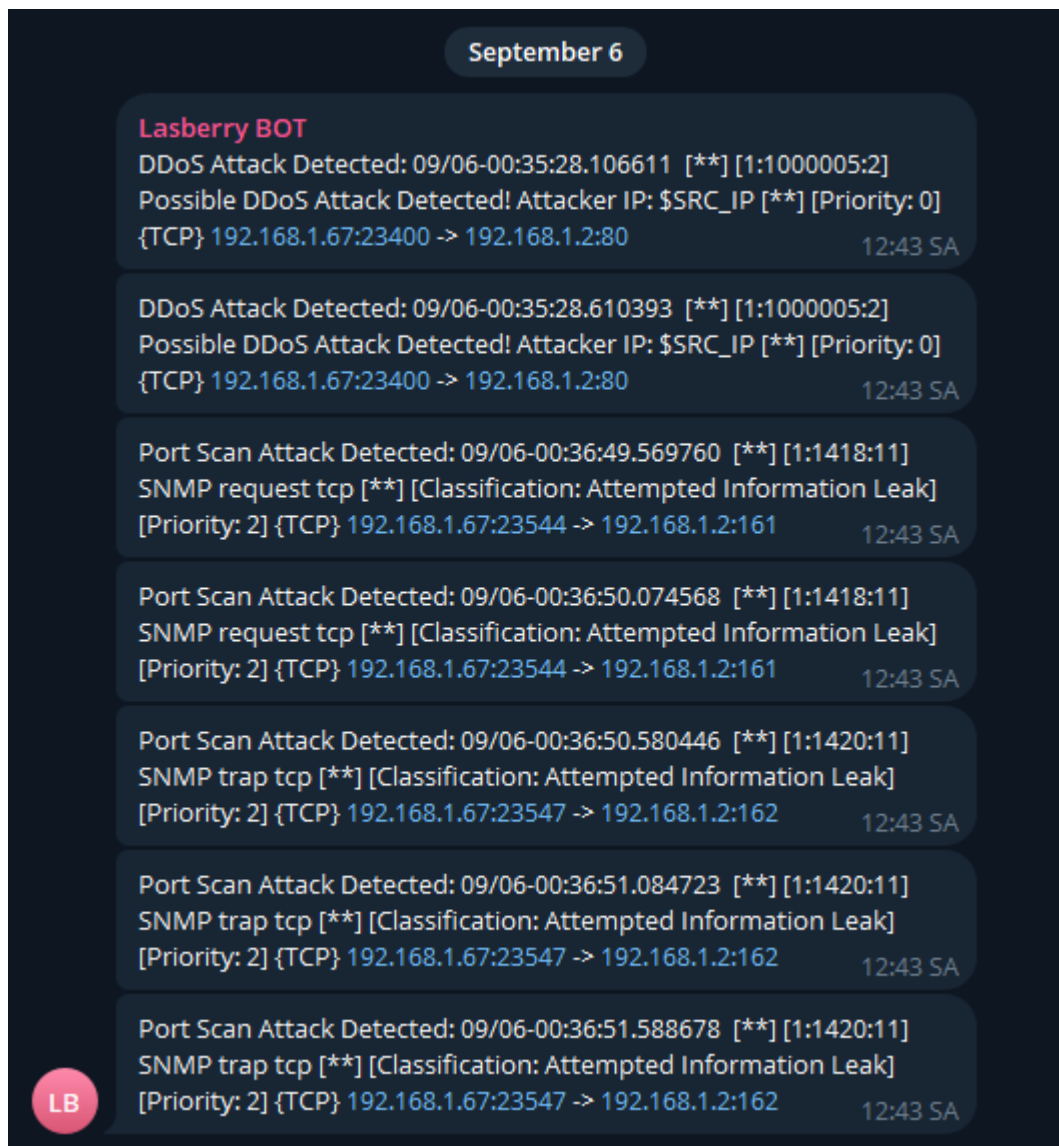 September 6
Lasberry BOT
DDoS Attack Detected: 09/06-00:35:28.106611  [**] [1:1000005:2]
Possible DDoS Attack Detected! Attacker IP: $SRC_IP [**] [Priority: 0]
{TCP} 192.168.1.67:23400 -> 192.168.1.2:80
12:43 SA
DDoS Attack Detected: 09/06-00:35:28.610393  [**] [1:1000005:2]
Possible DDoS Attack Detected! Attacker IP: $SRC_IP [**] [Priority: 0]
{TCP} 192.168.1.67:23400 -> 192.168.1.2:80
12:43 SA
Port Scan Attack Detected: 09/06-00:36:49.569760  [**] [1:1418:11]
SNMP request tcp [**] [Classification: Attempted Information Leak]
[Priority: 2] {TCP} 192.168.1.67:23544 -> 192.168.1.2:161
12:43 SA
Port Scan Attack Detected: 09/06-00:36:50.074568  [**] [1:1418:11]
SNMP request tcp [**] [Classification: Attempted Information Leak]
[Priority: 2] {TCP} 192.168.1.67:23544 -> 192.168.1.2:161
12:43 SA
Port Scan Attack Detected: 09/06-00:36:50.580446  [**] [1:1420:11]
SNMP trap tcp [**] [Classification: Attempted Information Leak]
[Priority: 2] {TCP} 192.168.1.67:23547 -> 192.168.1.2:162
12:43 SA
Port Scan Attack Detected: 09/06-00:36:51.084723  [**] [1:1420:11]
SNMP trap tcp [**] [Classification: Attempted Information Leak]
[Priority: 2] {TCP} 192.168.1.67:23547 -> 192.168.1.2:162
12:43 SA
Port Scan Attack Detected: 09/06-00:36:51.588678  [**] [1:1420:11]
SNMP trap tcp [**] [Classification: Attempted Information Leak]
[Priority: 2] {TCP} 192.168.1.67:23547 -> 192.168.1.2:162
12:43 SA
LB